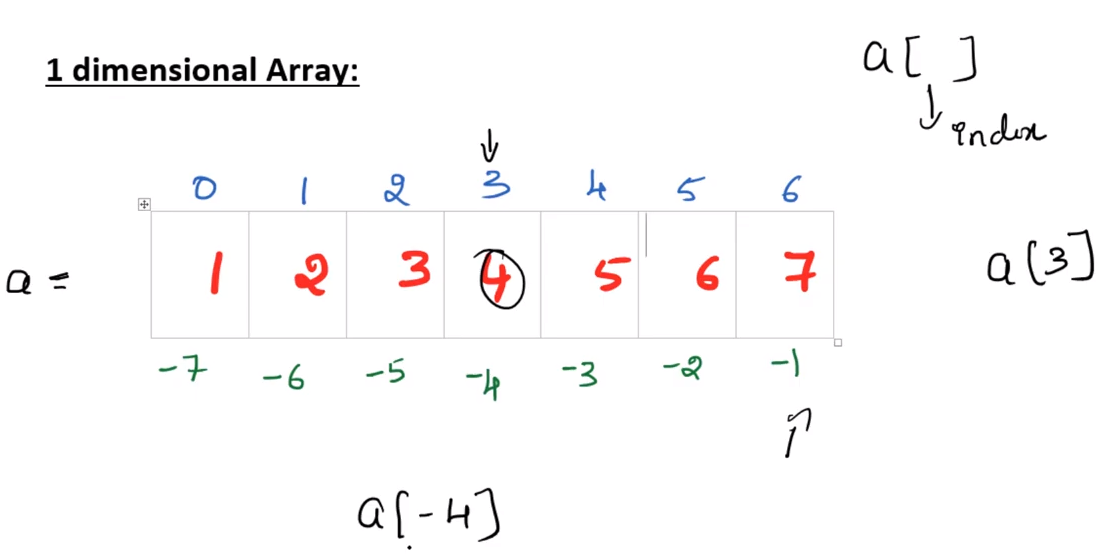 1 dimensional Array:
a[ ]
index
0 1 2 3 4 5 6
a = 1 2 3 4 5 6 7
a[3]
-7 -6 -5 -4 -3 -2 -1
a[-4]